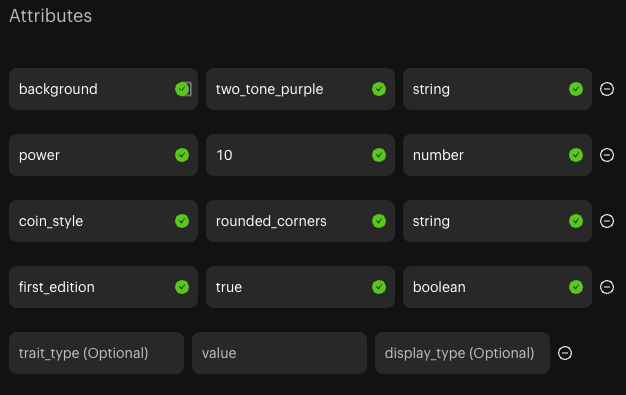 Attributes
background two_tone_purple string
power 10 number
coin_style rounded_corners string
first_edition true boolean
trait_type (Optional) value display_type (Optional)